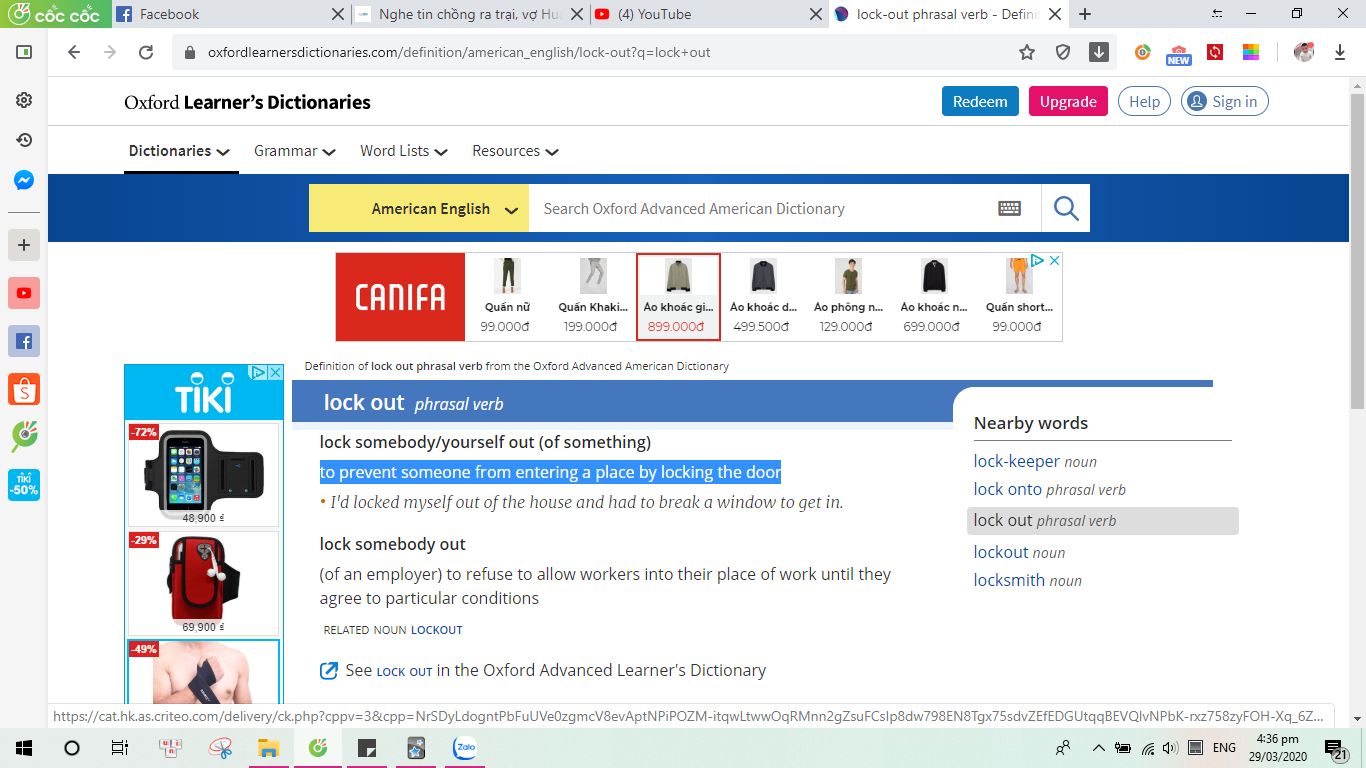 cốc cốc
Facebook
Nghe tin chồng ra trại, vợ Hu
(4) YouTube
lock-out phrasal verb - Defini
oxfordlearnersdictionaries.com/definition/american_english/lock-out?q=lock+out
NEW
Oxford Learner's Dictionaries
Redeem
Upgrade
Help
Sign in
Dictionaries
Grammar
Word Lists
Resources
American English
Search Oxford Advanced American Dictionary
CANIFA
Quần nữ
99.000đ
Quần Khaki...
199.000đ
Áo khoác gi...
899.000đ
Áo khoác d...
499.500đ
Áo phông n...
129.000đ
Áo khoác n...
699.000đ
Quần short...
99.000đ
Definition of lock out phrasal verb from the Oxford Advanced American Dictionary
TIKI
-72%
48,900 ₫
-29%
69,900 ₫
-49%
TIKI
-50%
lock out phrasal verb
lock somebody/yourself out (of something)
to prevent someone from entering a place by locking the door
• I'd locked myself out of the house and had to break a window to get in.
lock somebody out
(of an employer) to refuse to allow workers into their place of work until they
agree to particular conditions
RELATED NOUN LOCKOUT
See LOCK OUT in the Oxford Advanced Learner's Dictionary
Nearby words
lock-keeper noun
lock onto phrasal verb
lock out phrasal verb
lockout noun
locksmith noun
https://cat.hk.as.criteo.com/delivery/ck.php?cppv=3&cpp=NrSDyLdogntPbFuUVe0zgmcV8evAptNPiPOZM-itqwLtwwOqRMnn2gZsuFCslp8dw798EN8Tgx75sdvZEfEDGUtqqBEVQlvNPbK-rxz758zyFOH-Xq_6Z...
Zalo
ENG
4:36 pm
29/03/2020
21